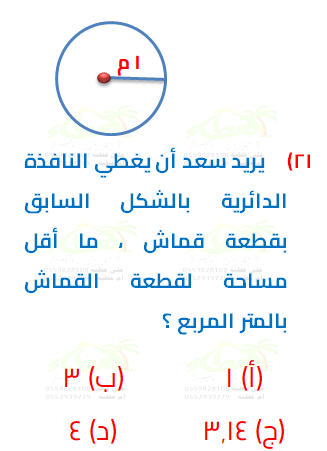 ١ م
٢١) يريد سعد أن يغطي النافذة
الدائرية بالشكل السابق
بقطعة قماش ، ما أقل
مساحة لقطعة القماش
بالمتر المربع ؟
(أ) ١ (ب) ٣
(ج) ٣,١٤ (د) ٤